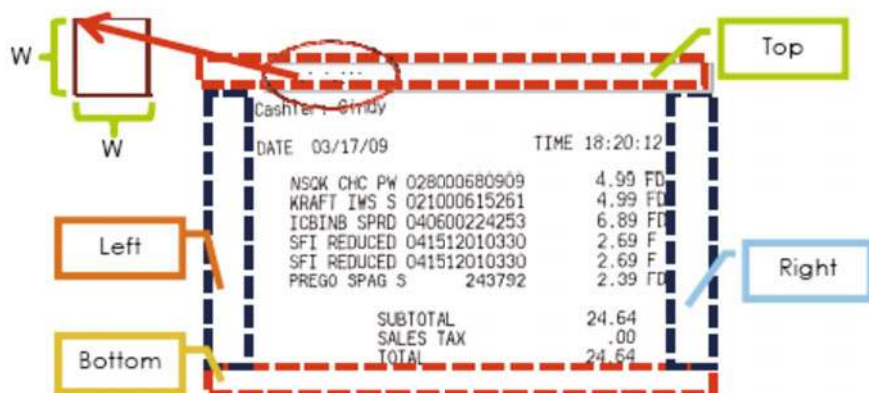 W
Top
W
Cashier: Cindy
DATE 03/17/09 TIME 18:20:12
NSQK CHC PW 028000680909 4.99 FD
KRAFT IWS S 021000615261 4.99 FD
ICBINB SPRD 040600224253 6.89 FD
SFI REDUCED 041512010330 2.69 F
SFI REDUCED 041512010330 2.69 F
PREGO SPAG S 243792 2.39 FD
Left
Right
SUBTOTAL 24.64
SALES TAX .00
TOTAL 24.64
Bottom